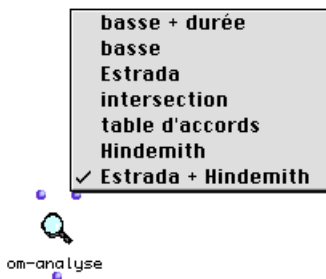 basse + durée
basse
Estrada
intersection
table d'accords
Hindemith
✓ Estrada + Hindemith
om-analyse